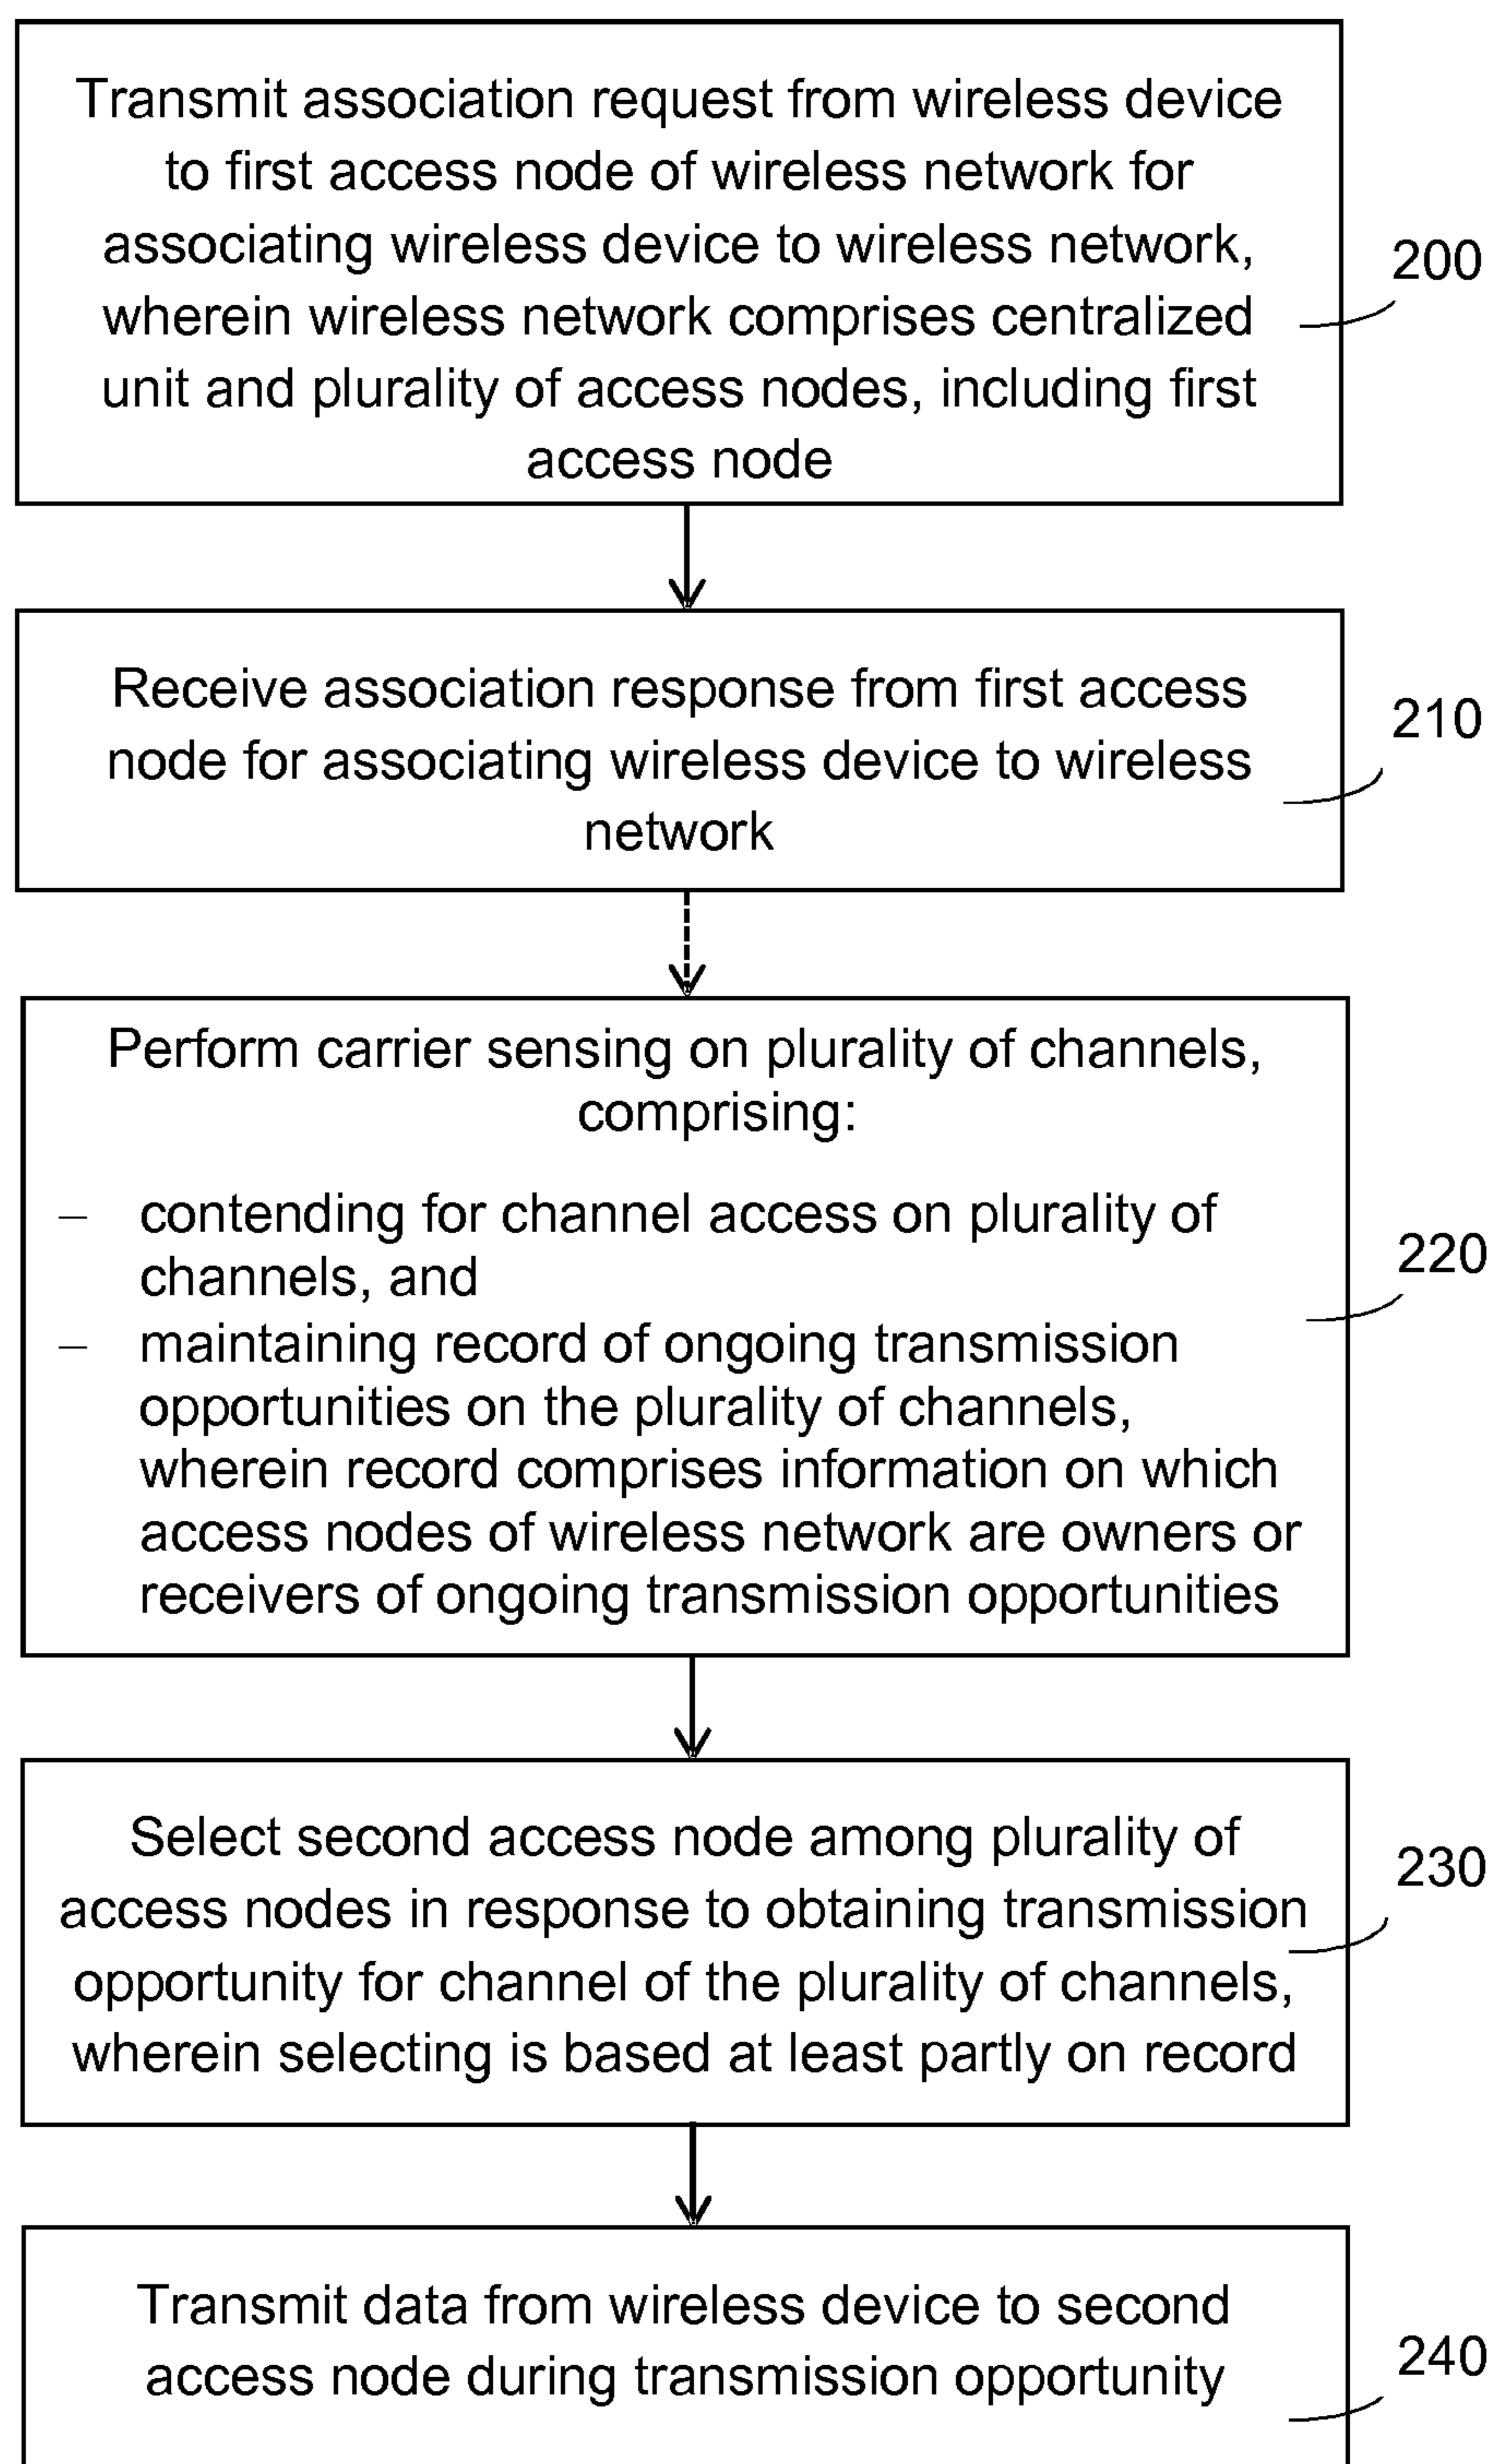 Transmit association request from wireless device
to first access node of wireless network for
associating wireless device to wireless network,
wherein wireless network comprises centralized
unit and plurality of access nodes, including first
access node
200
Receive association response from first access
node for associating wireless device to wireless
network
210
Perform carrier sensing on plurality of channels,
comprising:
– contending for channel access on plurality of
channels, and
– maintaining record of ongoing transmission
opportunities on the plurality of channels,
wherein record comprises information on which
access nodes of wireless network are owners or
receivers of ongoing transmission opportunities
220
Select second access node among plurality of
access nodes in response to obtaining transmission
opportunity for channel of the plurality of channels,
wherein selecting is based at least partly on record
230
Transmit data from wireless device to second
access node during transmission opportunity
240